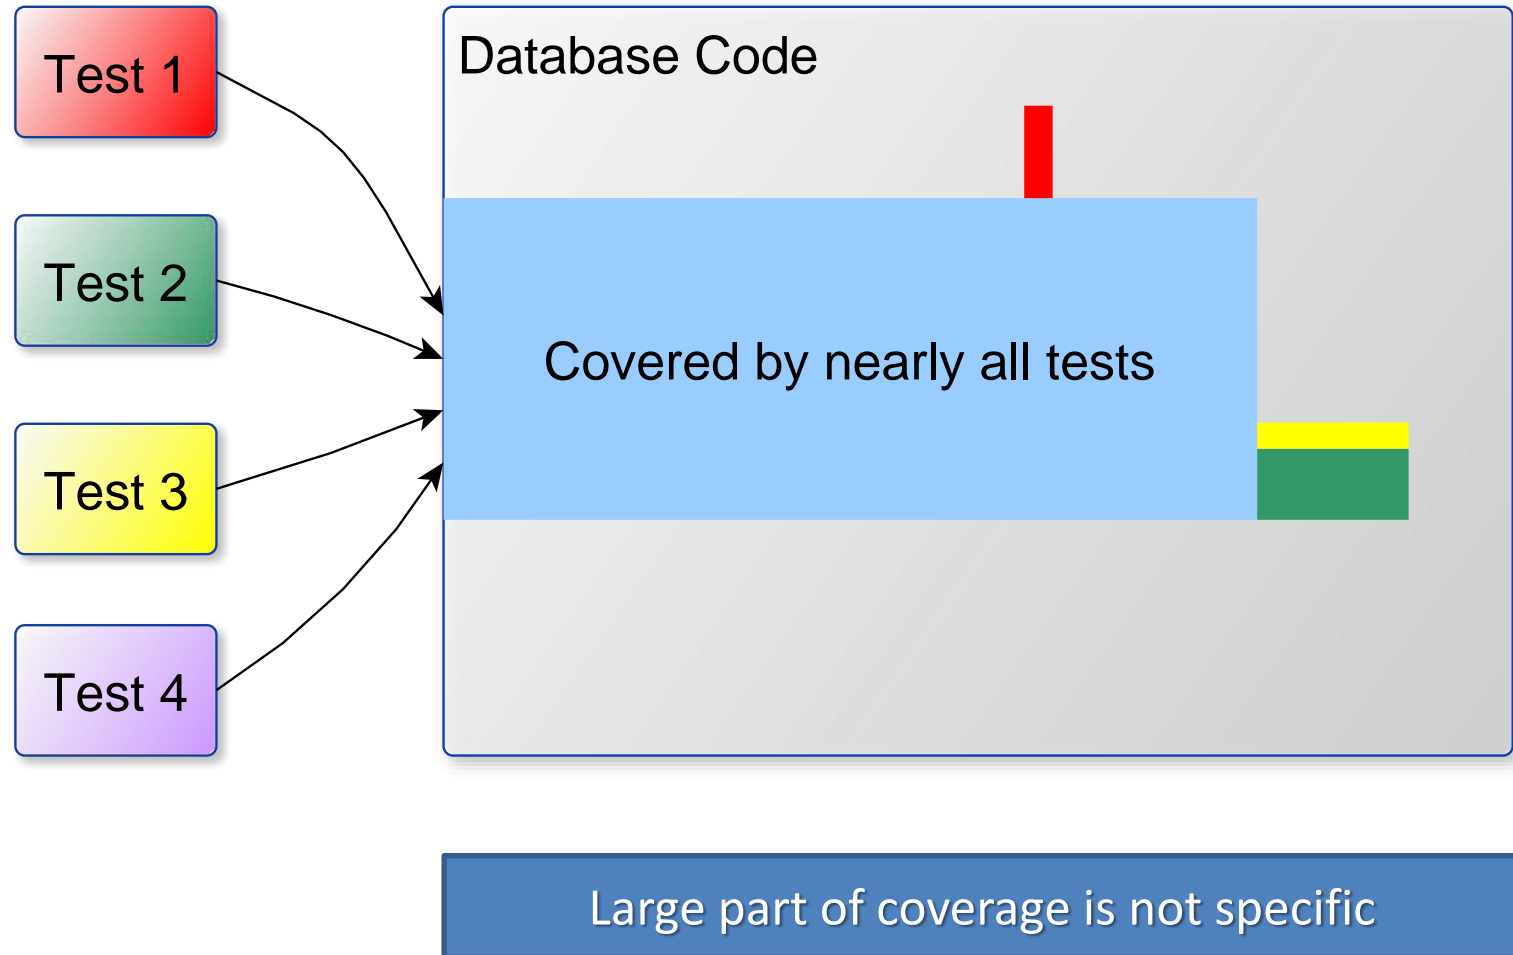 Test 1
Database Code
Test 2
Covered by nearly all tests
Test 3
Test 4
Large part of coverage is not specific